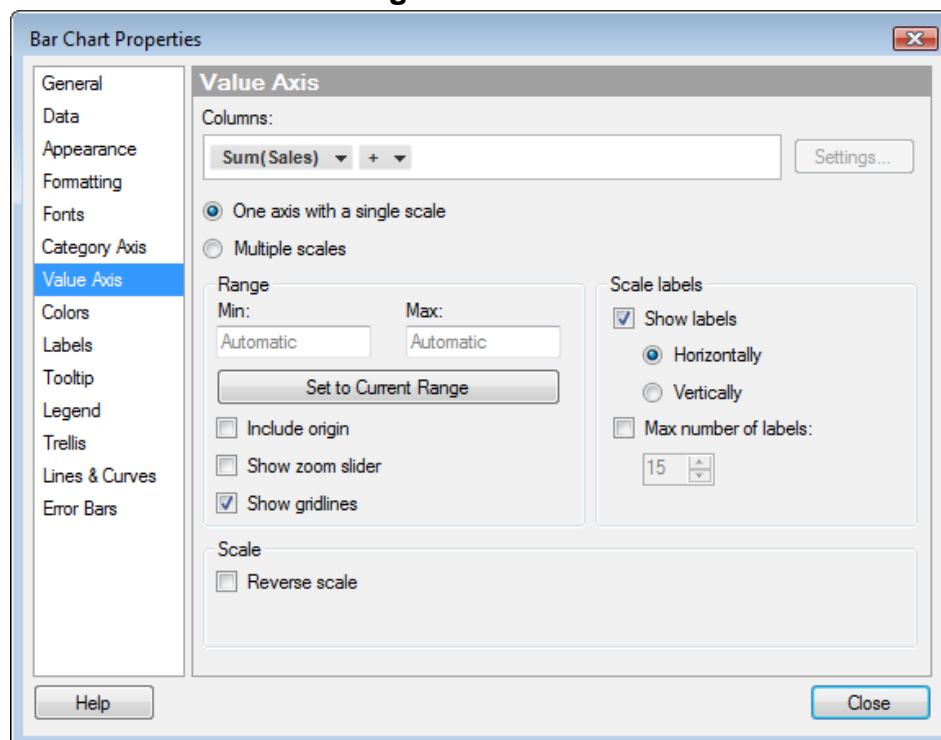 Bar Chart Properties
General
Data
Appearance
Formatting
Fonts
Category Axis
Value Axis
Colors
Labels
Tooltip
Legend
Trellis
Lines & Curves
Error Bars
Value Axis
Columns:
Sum(Sales) +
Settings...
One axis with a single scale
Multiple scales
Range
Min: Max:
Automatic Automatic
Set to Current Range
Include origin
Show zoom slider
Show gridlines
Scale labels
Show labels
Horizontally
Vertically
Max number of labels:
15
Scale
Reverse scale
Help Close